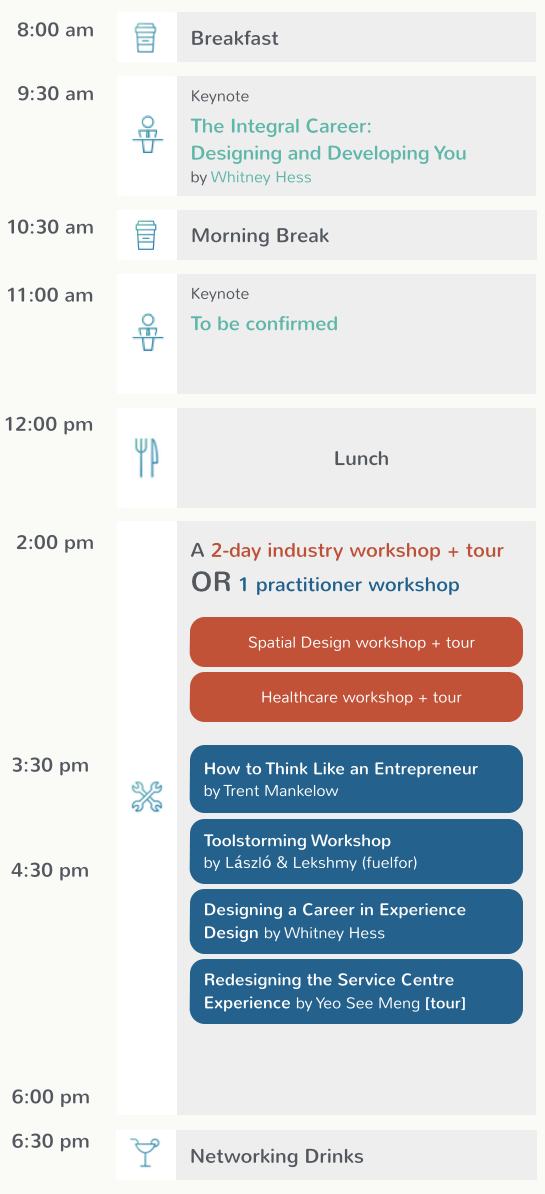 8:00 am
Breakfast
9:30 am
Keynote
The Integral Career:
Designing and Developing You
by Whitney Hess
10:30 am
Morning Break
11:00 am
Keynote
To be confirmed
12:00 pm
Lunch
2:00 pm
A 2-day industry workshop + tour
OR 1 practitioner workshop
Spatial Design workshop + tour
Healthcare workshop + tour
3:30 pm
How to Think Like an Entrepreneur
by Trent Mankelow
Toolstorming Workshop
by László & Lekshmy (fuelfor)
4:30 pm
Designing a Career in Experience
Design by Whitney Hess
Redesigning the Service Centre
Experience by Yeo See Meng [tour]
6:00 pm
6:30 pm
Networking Drinks